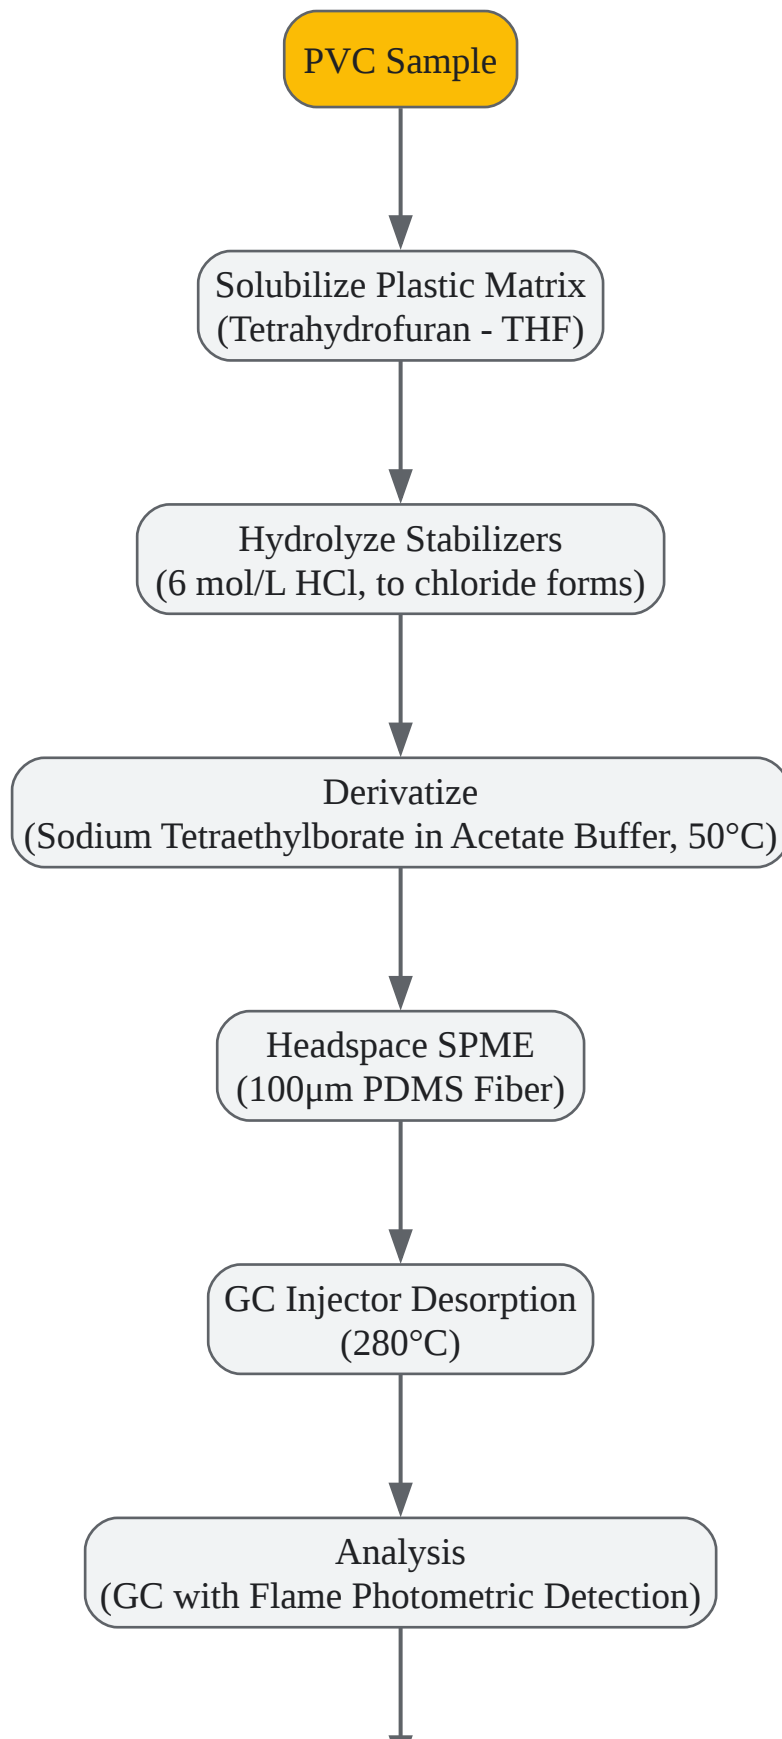 PVC Sample
Solubilize Plastic Matrix
(Tetrahydrofuran - THF)
Hydrolyze Stabilizers
(6 mol/L HCl, to chloride forms)
Derivatize
(Sodium Tetraethylborate in Acetate Buffer, 50°C)
Headspace SPME
(100μm PDMS Fiber)
GC Injector Desorption
(280°C)
Analysis
(GC with Flame Photometric Detection)